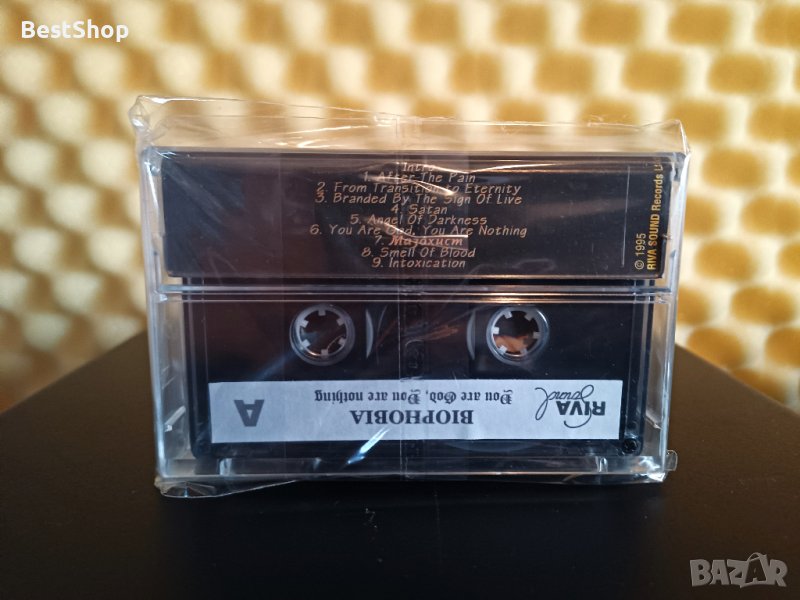 BestShop
Intro
1. After The Pain
2. From Transition to Eternity
3. Branded By The Sign Of Live
4. Satan
5. Angel Of Darkness
6. You Are God, You Are Nothing
7. Мазохист
8. Smell Of Blood
9. Intoxication
© 1995
RIVA SOUND Records
RIVA
Sound
BIOPHOBIA
You are God, You are nothing
A
BAZAR